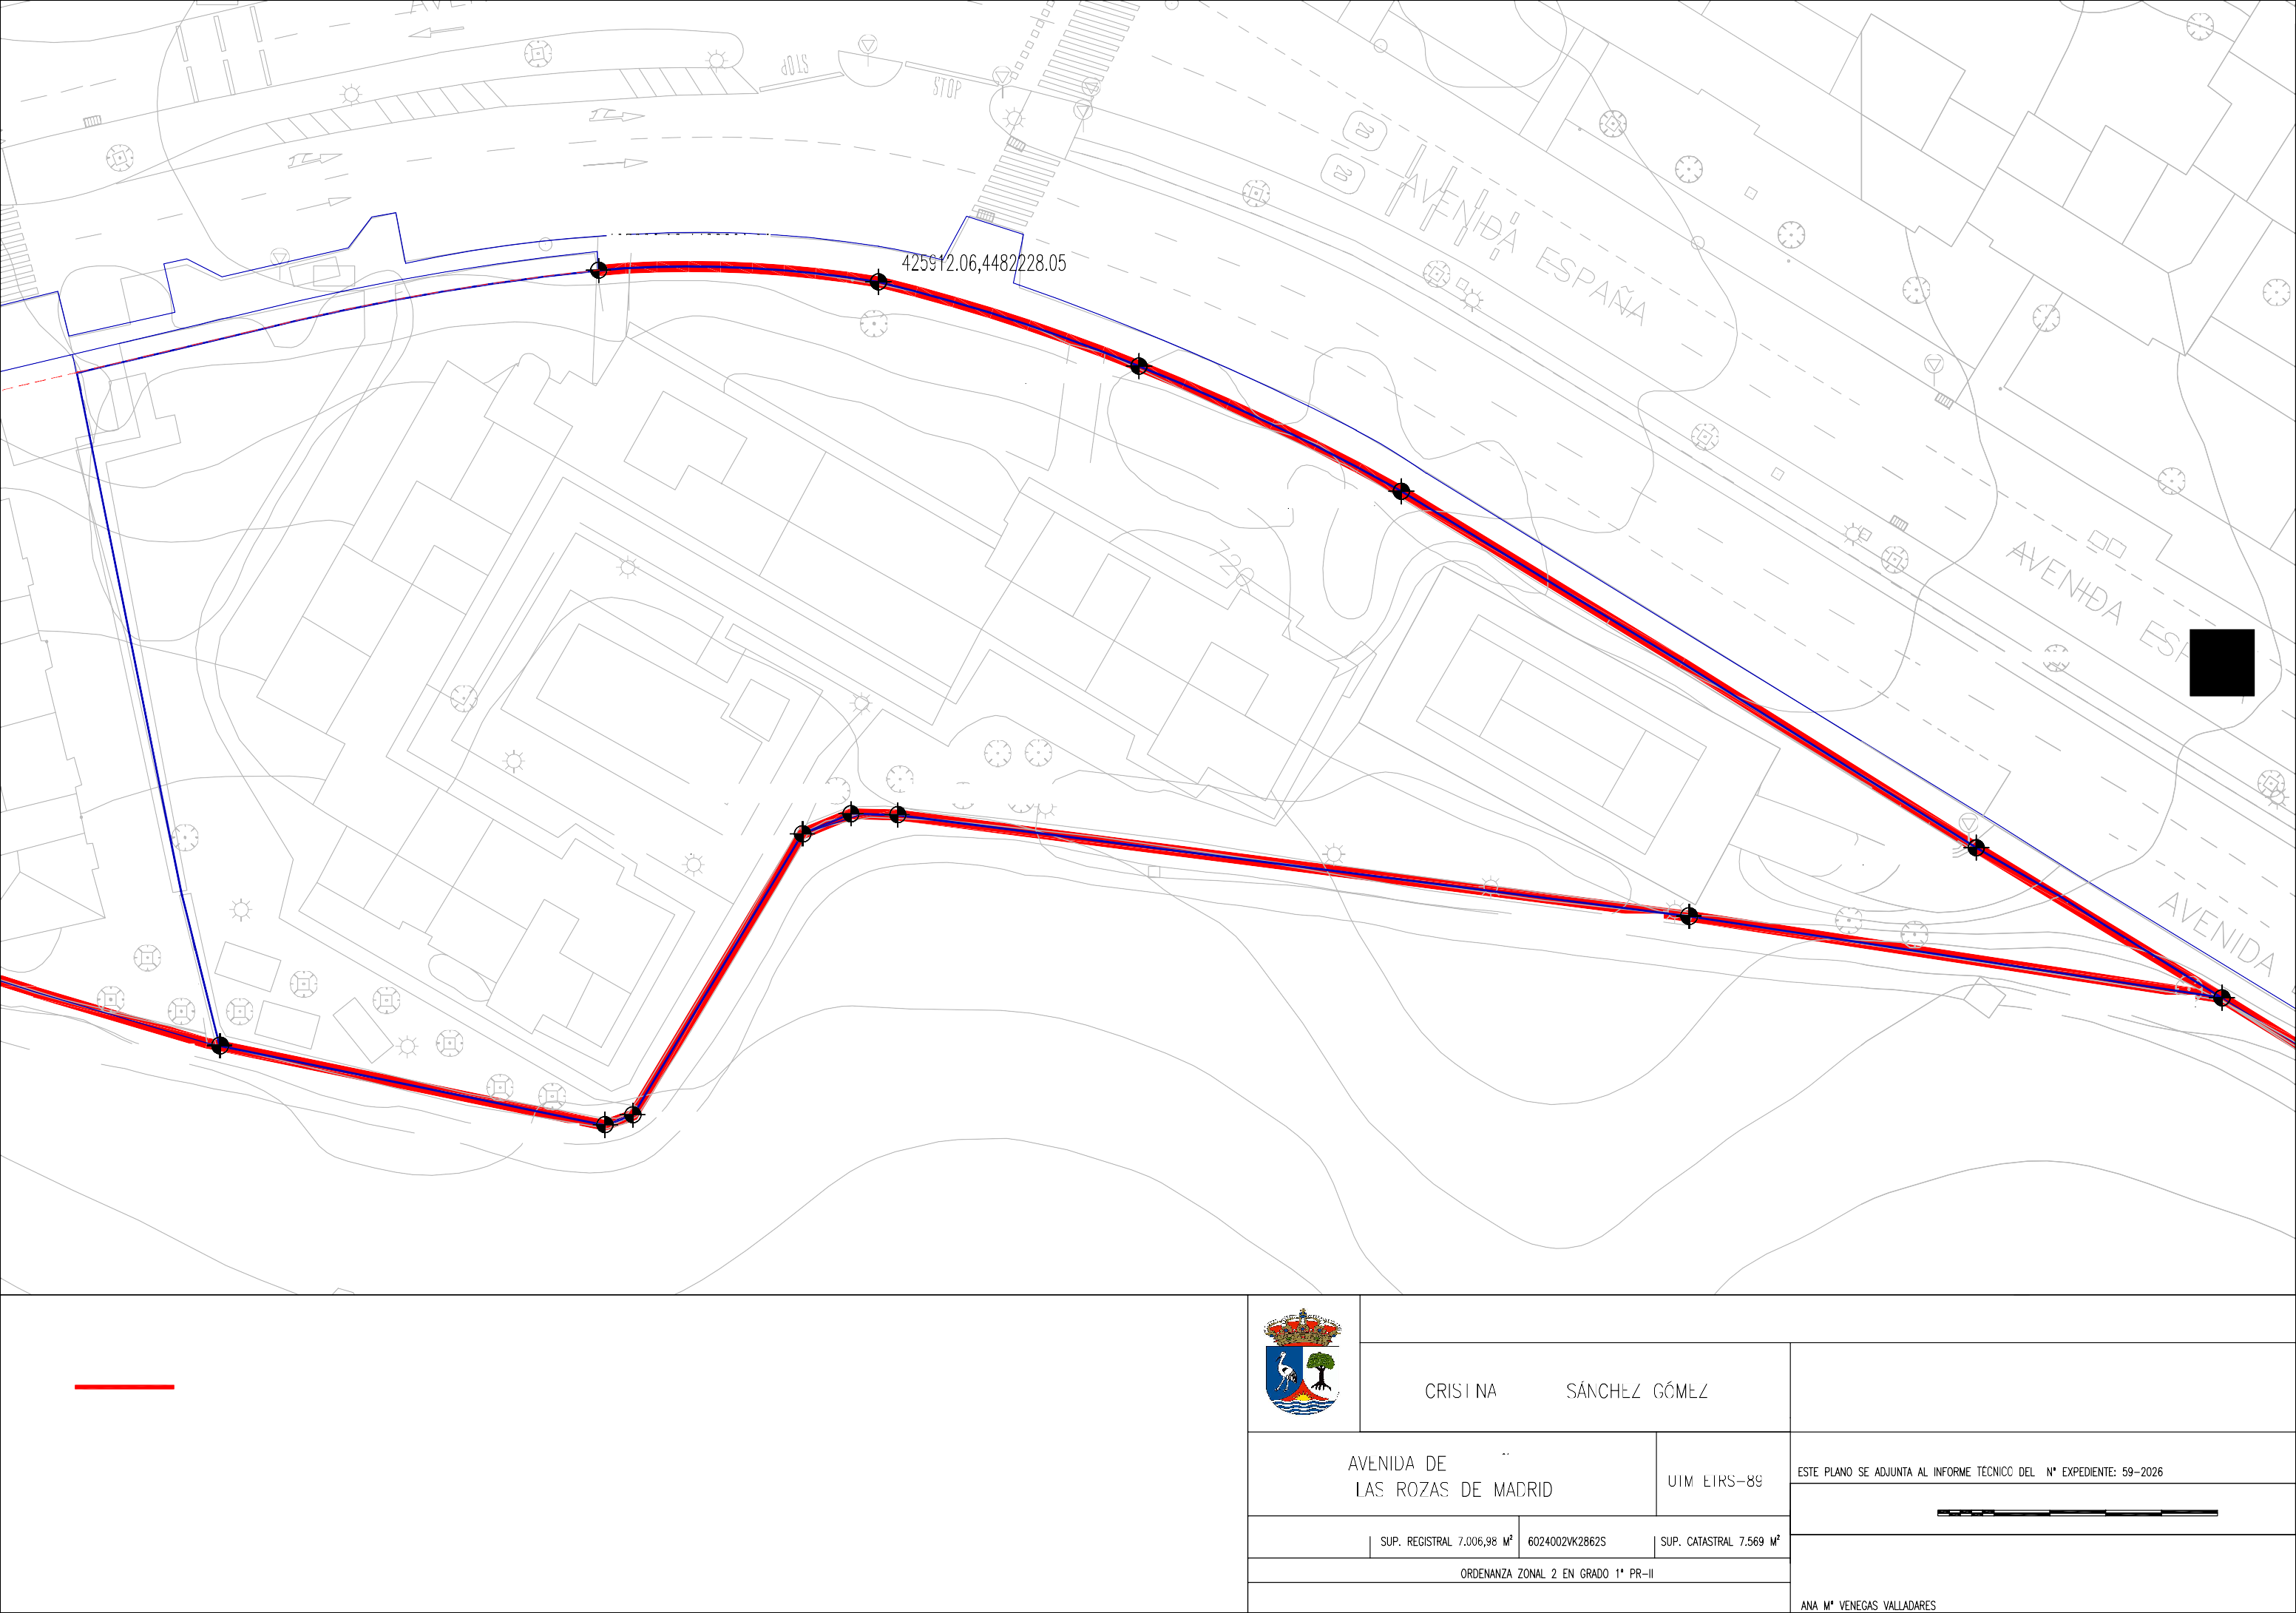 STOP
STOP
20
20
AVENIDA ESPAÑA
425912.06,4482228.05
AVENIDA
AVENIDA
CRISTINA SÁNCHEZ GÓMEZ
AVENIDA DE
LAS ROZAS DE MADRID
UTM ETRS-89
ESTE PLANO SE ADJUNTA AL INFORME TÉCNICO DEL Nº EXPEDIENTE: 59-2026
SUP. REGISTRAL 7.006,98 M²
6024002VK2862S
SUP. CATASTRAL 7.569 M²
ORDENANZA ZONAL 2 EN GRADO 1º PR-II
ANA Mª VENEGAS VALLADARES